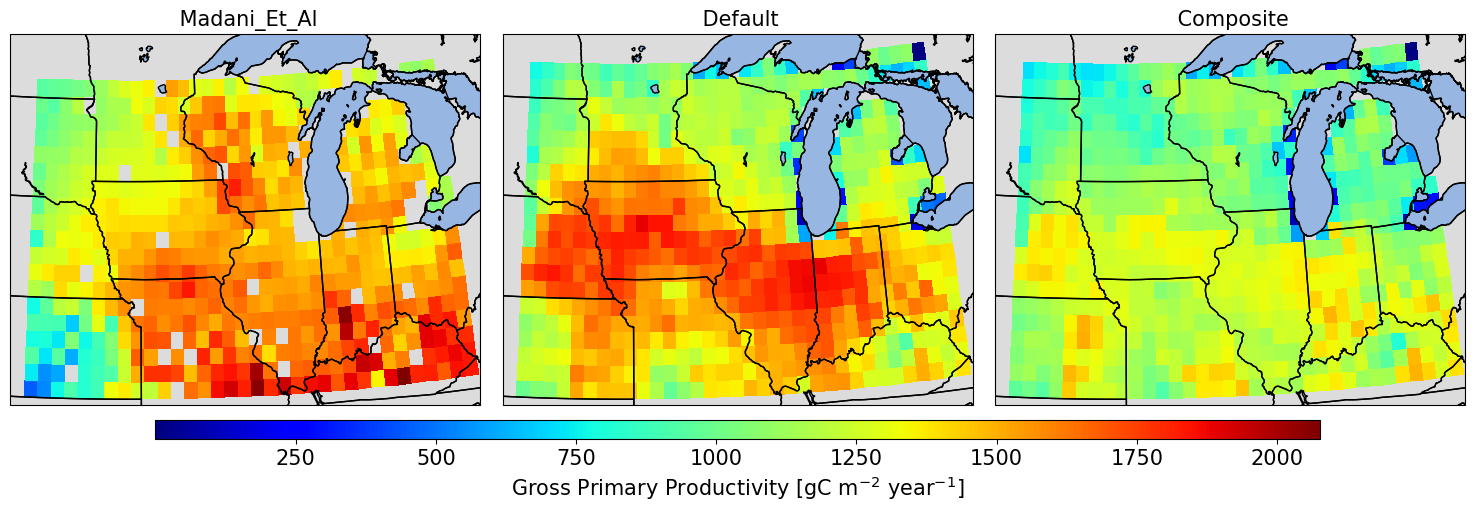 Madani_Et_Al
Default
Composite
250 500 750 1000 1250 1500 1750 2000
Gross Primary Productivity [gC m⁻² year⁻¹]